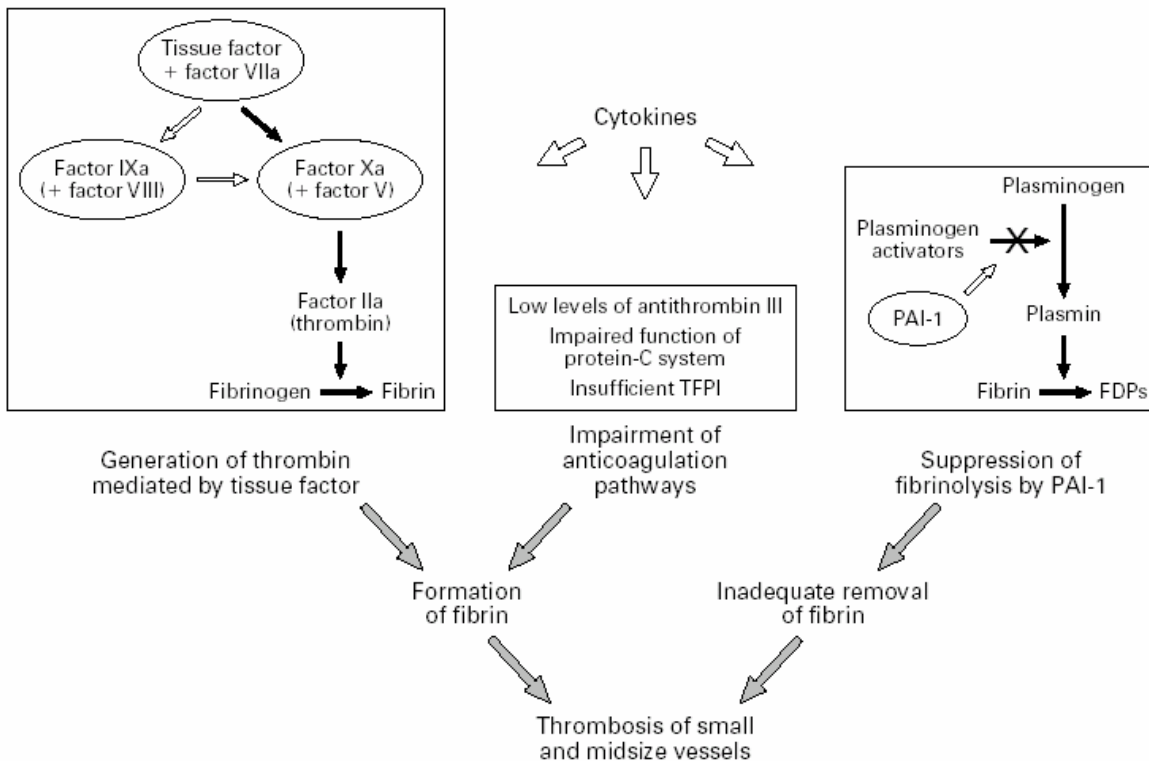 Tissue factor
+ factor VIIa
Factor IXa
(+ factor VIII)
Factor Xa
(+ factor V)
Factor IIa
(thrombin)
Fibrinogen
Fibrin
Generation of thrombin
mediated by tissue factor
Cytokines
Low levels of antithrombin III
Impaired function of
protein-C system
Insufficient TFPI
Impairment of
anticoagulation
pathways
Plasminogen
Plasminogen
activators
X
PAI-1
Plasmin
Fibrin
FDPs
Suppression of
fibrinolysis by PAI-1
Formation
of fibrin
Inadequate removal
of fibrin
Thrombosis of small
and midsize vessels